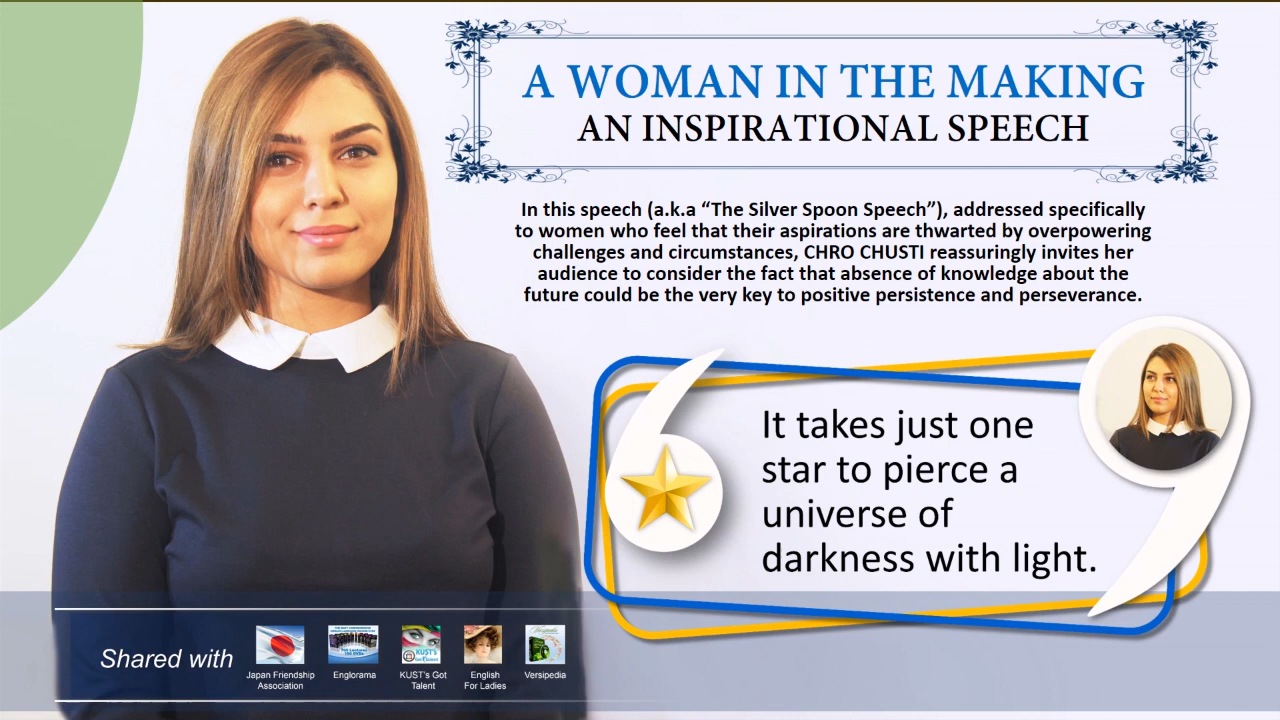 A WOMAN IN THE MAKING
AN INSPIRATIONAL SPEECH
In this speech (a.k.a “The Silver Spoon Speech”), addressed specifically
to women who feel that their aspirations are thwarted by overpowering
challenges and circumstances, CHRO CHUSTI reassuringly invites her
audience to consider the fact that absence of knowledge about the
future could be the very key to positive persistence and perseverance.
It takes just one
star to pierce a
universe of
darkness with light.
Shared with
Japan Friendship
Association
Englorama
KUST's Got
Talent
English
For Ladies
Versipedia